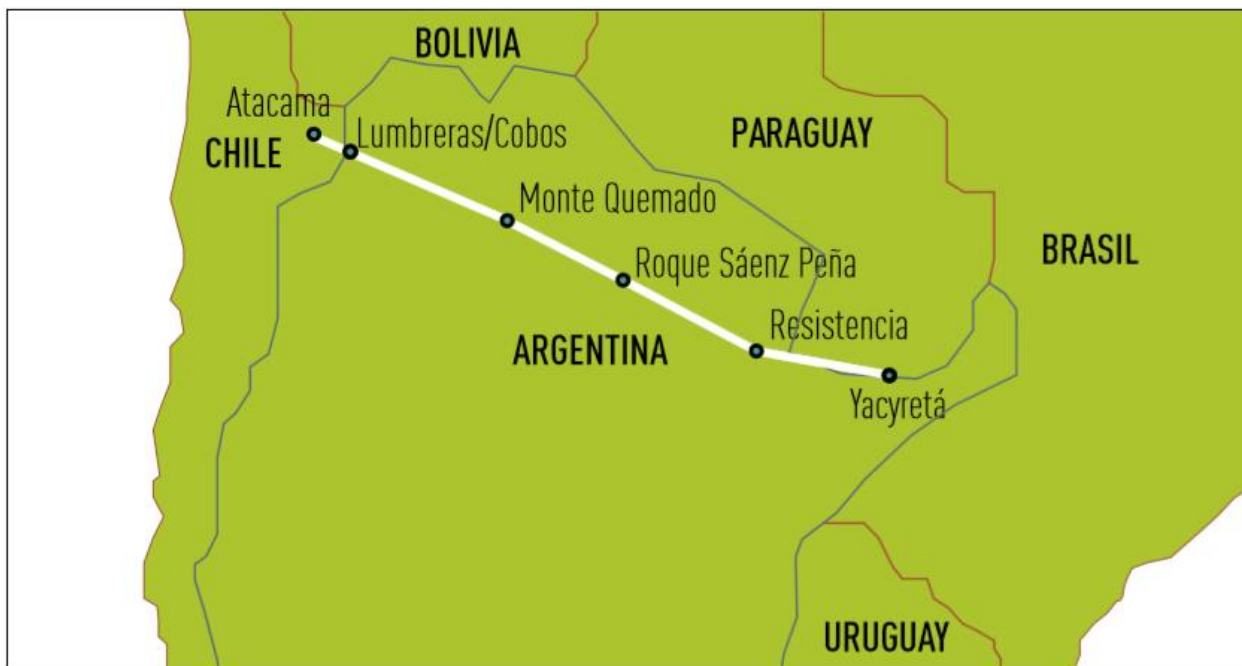 BOLIVIA
Atacama
PARAGUAY
Lumbreras/Cobos
CHILE
Monte Quemado
BRASIL
Roque Sáenz Peña
Resistencia
ARGENTINA
Yacyretá
URUGUAY